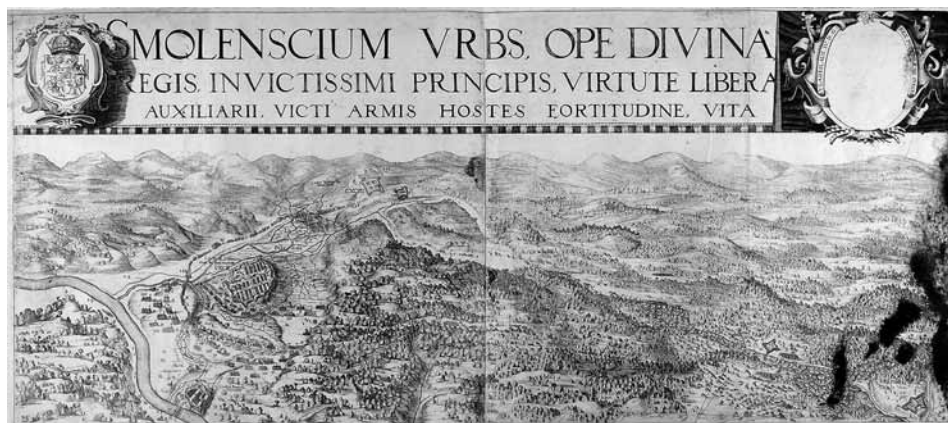 SMOLENSCIUM VRBS, OPE DIVINA
REGIS, INVICTISSIMI PRINCIPIS, VIRTUTE LIBERA
AUXILIARII, VICTI ARMIS HOSTES FORTITUDINE, VITA